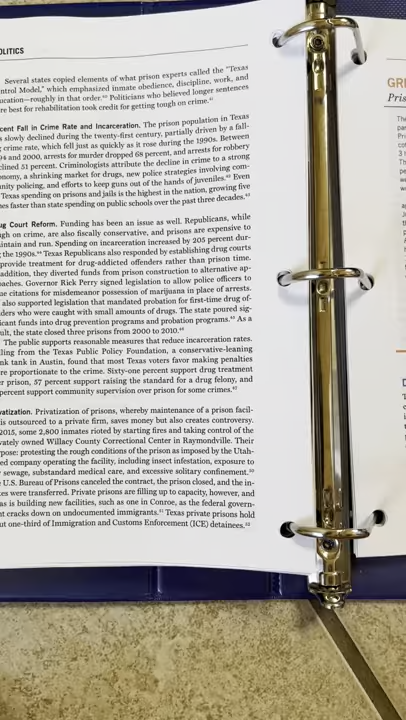 OLITICS
Several states copied elements of what prison experts called the "Texas
ntrol Model," which emphasized inmate obedience, discipline, work, and
ucation—roughly in that order. Politicians who believed longer sentences
re best for rehabilitation took credit for getting tough on crime.
cent Fall in Crime Rate and Incarceration. The prison population in Texas
s slowly declined during the twenty-first century, partially driven by a fall-
g crime rate, which fell just as quickly as it rose during the 1990s. Between
94 and 2000, arrests for murder dropped 68 percent, and arrests for robbery
clined 51 percent. Criminologists attribute the decline in crime to a strong
onomy, a shrinking market for drugs, new policing strategies involving com-
unity policing, and efforts to keep guns out of the hands of juveniles. Even
Texas spending on prisons and jails is the highest in the nation, growing five
es faster than state spending on public schools over the past three decades.
ug Court Reform. Funding has been an issue as well. Republicans, while
ugh on crime, are also fiscally conservative, and prisons are expensive to
intain and run. Spending on incarceration increased by 205 percent dur-
g the 1990s. Texas Republicans also responded by establishing drug courts
provide treatment for drug-addicted offenders rather than prison time.
addition, they diverted funds from prison construction to alternative ap-
oaches. Governor Rick Perry signed legislation to allow police officers to
ue citations for misdemeanor possession of marijuana in place of arrests.
also supported legislation that mandated probation for first-time drug of-
ders who were caught with small amounts of drugs. The state poured sig-
icant funds into drug prevention programs and probation programs. As a
ult, the state closed three prisons from 2000 to 2010.
The public supports reasonable measures that reduce incarceration rates.
lling from the Texas Public Policy Foundation, a conservative-leaning
nk tank in Austin, found that most Texas voters favor making penalties
re proportionate to the crime. Sixty-one percent support drug treatment
er prison, 57 percent support raising the standard for a drug felony, and
percent support community supervision over prison for some crimes.
vatization. Privatization of prisons, whereby maintenance of a prison facil-
is outsourced to a private firm, saves money but also creates controversy.
2015, some 2,800 inmates rioted by starting fires and taking control of the
vately owned Willacy County Correctional Center in Raymondville. Their
pose: protesting the rough conditions of the prison as imposed by the Utah-
ed company operating the facility, including insect infestation, exposure to
sewage, substandard medical care, and excessive solitary confinement.
U.S. Bureau of Prisons canceled the contract, the prison closed, and the in-
tes were transferred. Private prisons are filling up to capacity, however, and
as is building new facilities, such as one in Conroe, as the federal govern-
nt cracks down on undocumented immigrants. Texas private prisons hold
ut one-third of Immigration and Customs Enforcement (ICE) detainees.
GR
Pris